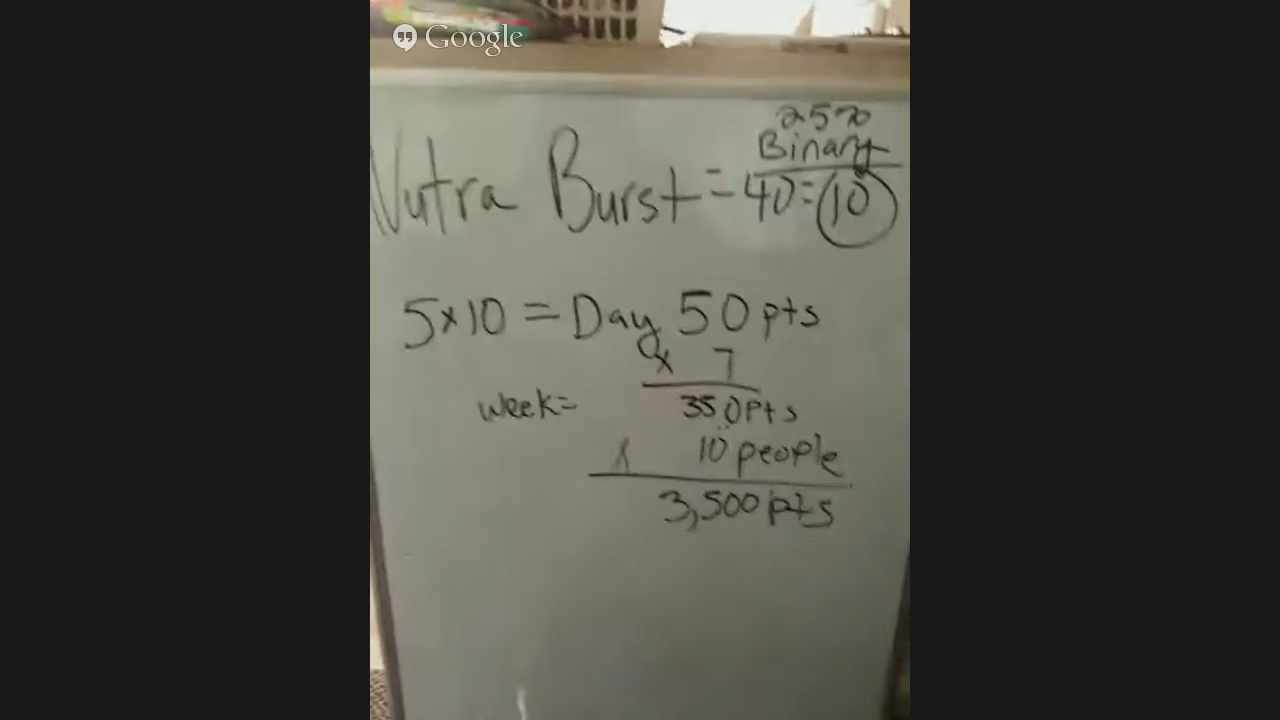 Google
25%
Binary
Nutra Burst = 40 = 10
5x10 = Day 50 pts
x 7
week = 350 pts
x 10 people
3,500 pts